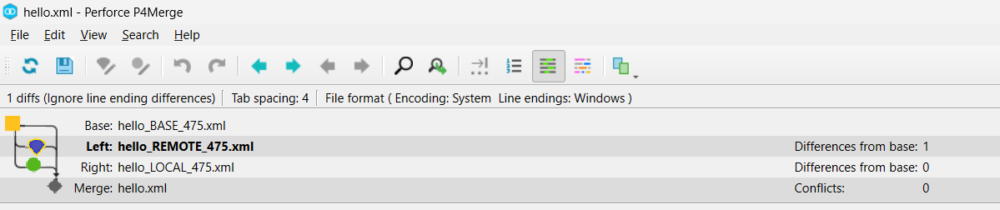 hello.xml - Perforce P4Merge
File Edit View Search Help
1 diffs (Ignore line ending differences) Tab spacing: 4 File format ( Encoding: System Line endings: Windows )
Base: hello_BASE_475.xml
Left: hello_REMOTE_475.xml Differences from base: 1
Right: hello_LOCAL_475.xml Differences from base: 0
Merge: hello.xml Conflicts: 0